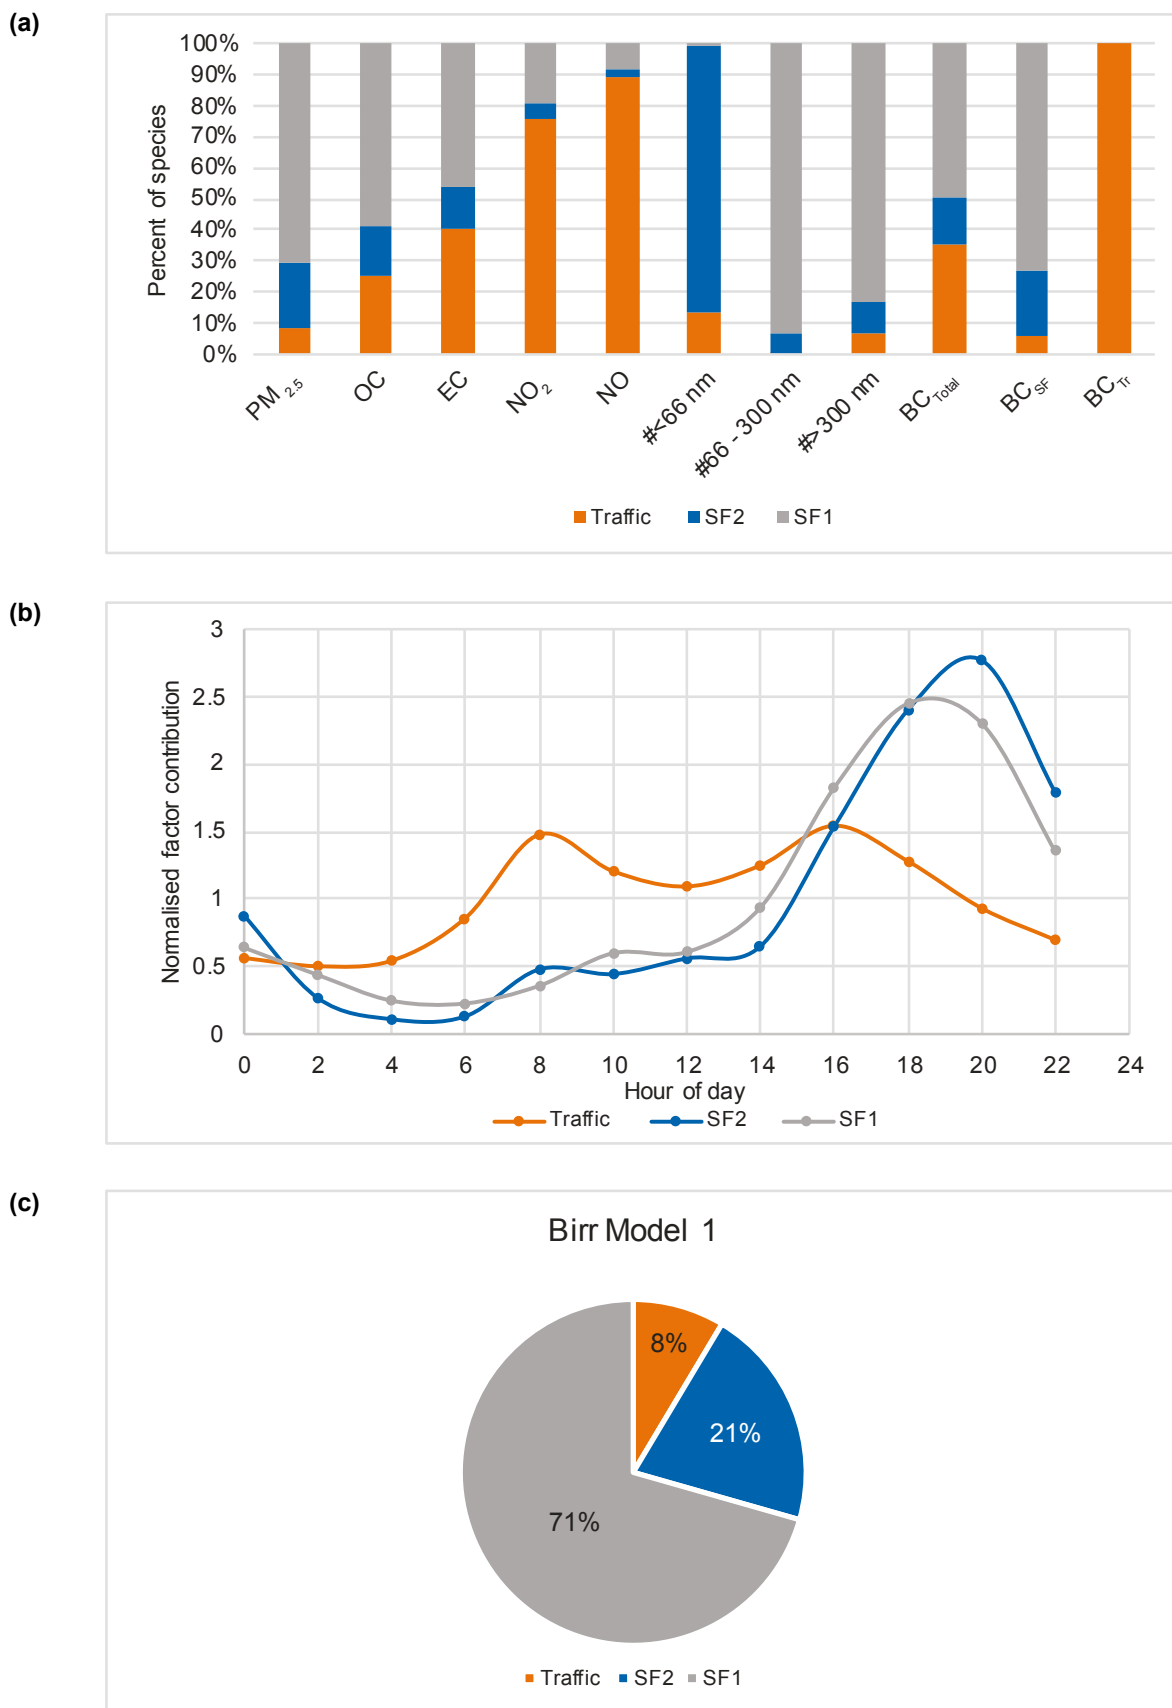 (a)
Percent of species
100%
90%
80%
70%
60%
50%
40%
30%
20%
10%
0%
PM 2.5
OC
EC
NO2
NO
#<66 nm
#66 - 300 nm
#>300 nm
BCTotal
BCSF
BCTr
Traffic SF2 SF1
(b)
Normalised factor contribution
3
2.5
2
1.5
1
0.5
0
0 2 4 6 8 10 12 14 16 18 20 22 24
Hour of day
Traffic SF2 SF1
(c)
Birr Model 1
8%
21%
71%
Traffic SF2 SF1